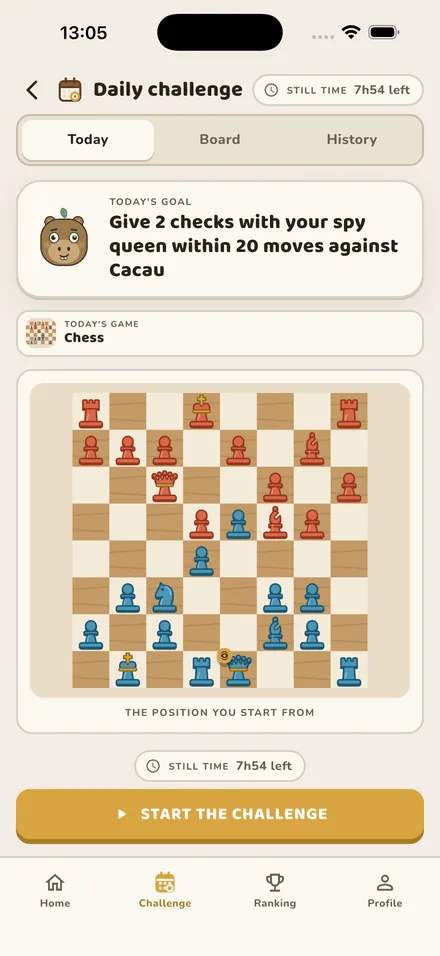 13:05
Daily challenge
STILL TIME 7h54 left
Today
Board
History
TODAY'S GOAL
Give 2 checks with your spy
queen within 20 moves against
Cacau
TODAY'S GAME
Chess
THE POSITION YOU START FROM
STILL TIME 7h54 left
START THE CHALLENGE
Home
Challenge
Ranking
Profile